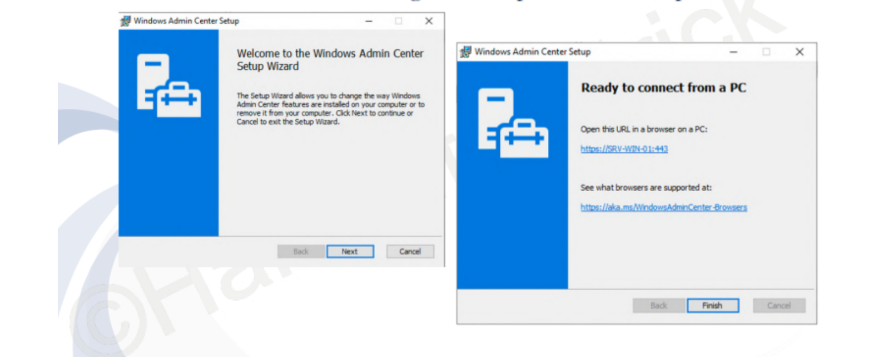 Windows Admin Center Setup
Welcome to the Windows Admin Center
Setup Wizard
The Setup Wizard allows you to change the way Windows
Admin Center features are installed on your computer or to
remove it from your computer. Click Next to continue or
Cancel to exit the Setup Wizard.
Back Next Cancel
Windows Admin Center Setup
Ready to connect from a PC
Open this URL in a browser on a PC:
https://SRV-WIN-01:443
See what browsers are supported at:
https://aka.ms/WindowsAdminCenter-Browsers
Back Finish Cancel